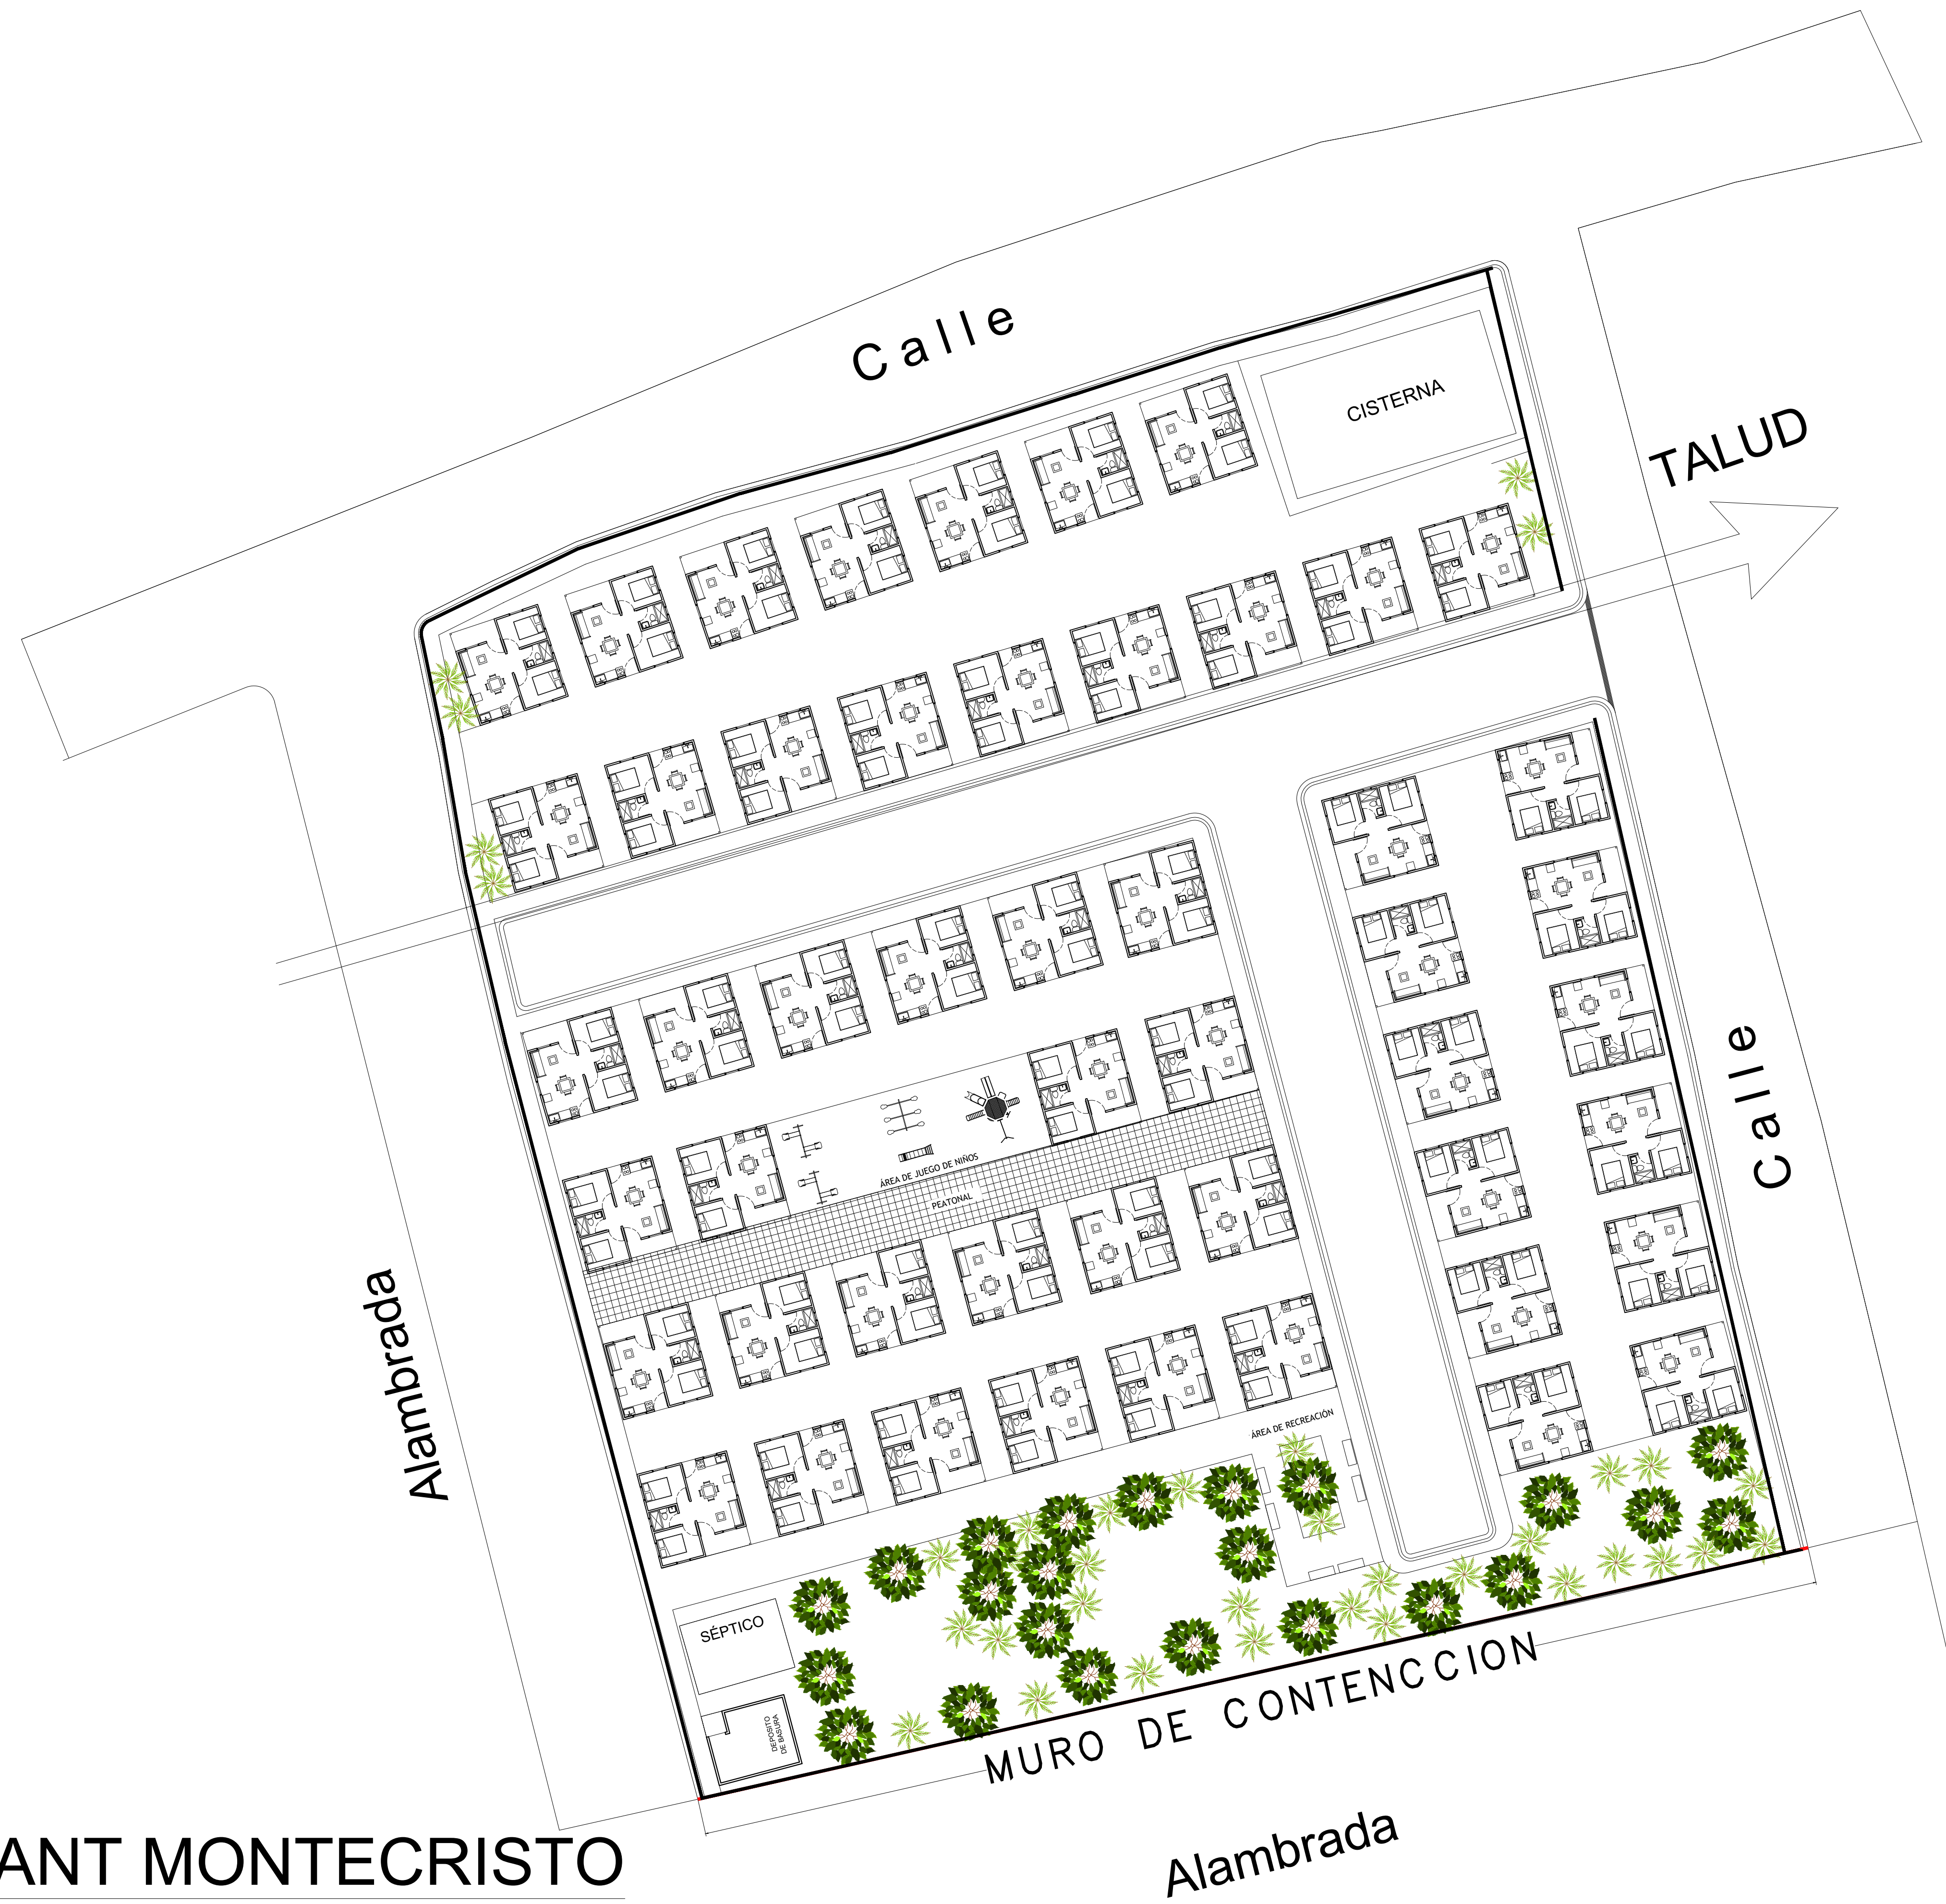 Calle
CISTERNA
TALUD
Calle
ÁREA DE JUEGO DE NIÑOS
PEATONAL
Alambrada
ÁREA DE RECREACIÓN
SÉPTICO
DEPOSITO
DE BASURA
MURO DE CONTENCCION
Alambrada
ANT MONTECRISTO